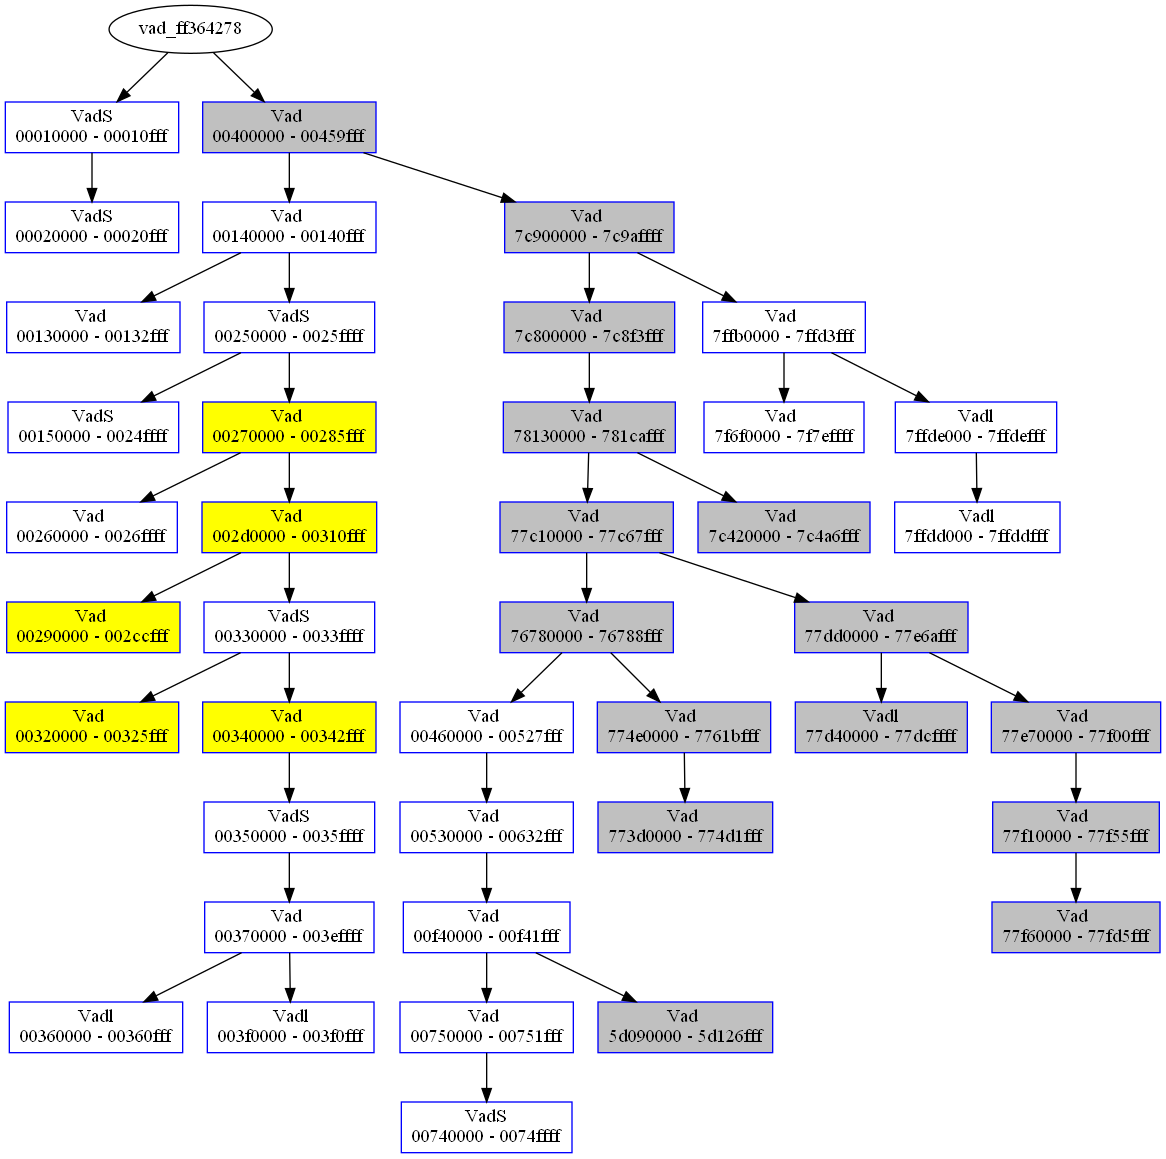 vad_ff364278
VadS
00010000 - 00010fff
Vad
00400000 - 00459fff
VadS
00020000 - 00020fff
Vad
00140000 - 00140fff
Vad
7c900000 - 7c9affff
Vad
00130000 - 00132fff
VadS
00250000 - 0025ffff
Vad
7c800000 - 7c8f3fff
Vad
7ffb0000 - 7ffd3fff
VadS
00150000 - 0024ffff
Vad
00270000 - 00285fff
Vad
78130000 - 781cafff
Vad
7f6f0000 - 7f7effff
Vadl
7ffde000 - 7ffdefff
Vad
00260000 - 0026ffff
Vad
002d0000 - 00310fff
Vad
77c10000 - 77c67fff
Vad
7c420000 - 7c4a6fff
Vadl
7ffdd000 - 7ffddfff
Vad
00290000 - 002ccfff
VadS
00330000 - 0033ffff
Vad
76780000 - 76788fff
Vad
77dd0000 - 77e6afff
Vad
00320000 - 00325fff
Vad
00340000 - 00342fff
Vad
00460000 - 00527fff
Vad
774e0000 - 7761bfff
Vadl
77d40000 - 77dcffff
Vad
77e70000 - 77f00fff
VadS
00350000 - 0035ffff
Vad
00530000 - 00632fff
Vad
773d0000 - 774d1fff
Vad
77f10000 - 77f55fff
Vad
00370000 - 003effff
Vad
00f40000 - 00f41fff
Vad
77f60000 - 77fd5fff
Vadl
00360000 - 00360fff
Vadl
003f0000 - 003f0fff
Vad
00750000 - 00751fff
Vad
5d090000 - 5d126fff
VadS
00740000 - 0074ffff